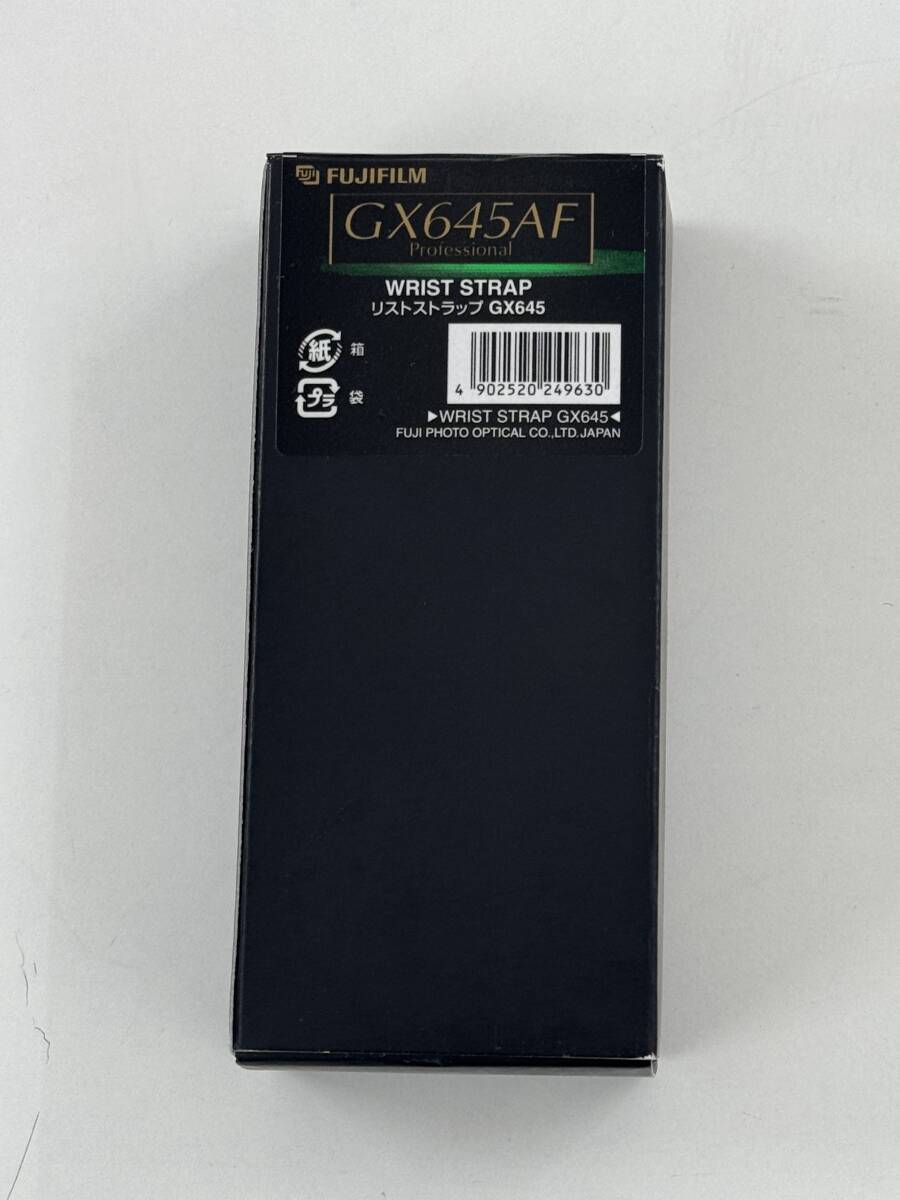 FUJI FUJIFILM
GX645AF
Professional
WRIST STRAP
リストストラップ GX645
紙 箱
プラ 袋
4 902520 249630
▶WRIST STRAP GX645◀
FUJI PHOTO OPTICAL CO.,LTD.JAPAN